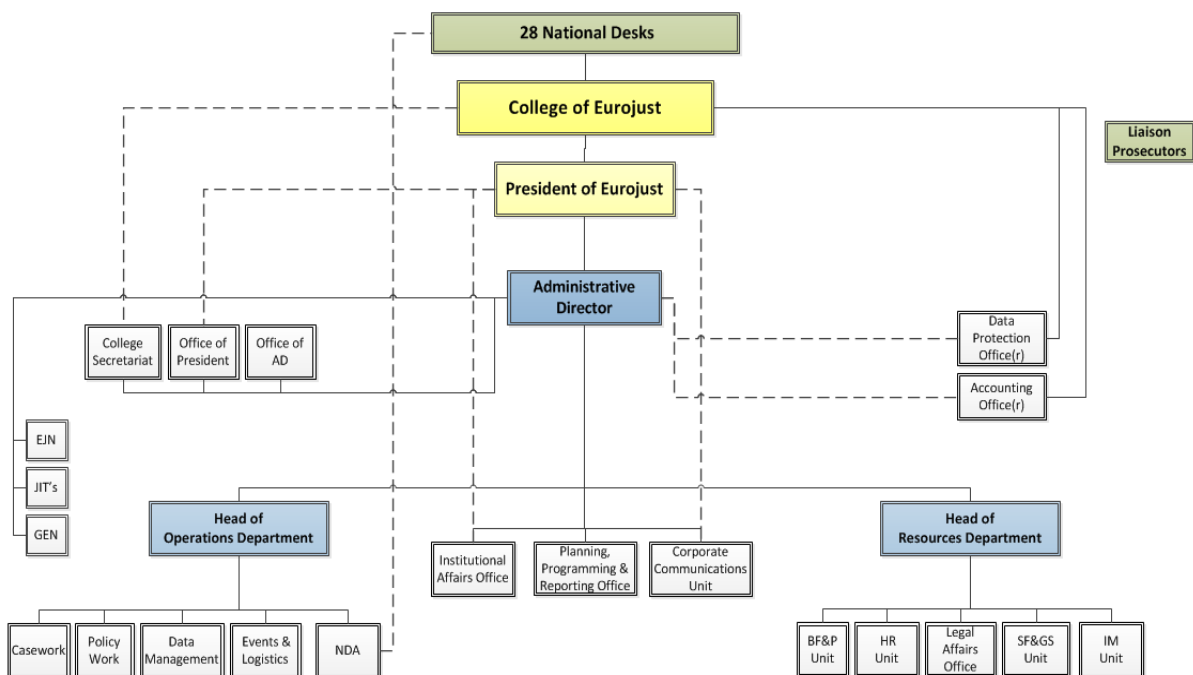 28 National Desks
College of Eurojust
Liaison
Prosecutors
President of Eurojust
Administrative
Director
College
Secretariat
Office of
President
Office of
AD
Data
Protection
Office(r)
Accounting
Office(r)
EJN
JIT's
GEN
Head of
Operations Department
Head of
Resources Department
Institutional
Affairs Office
Planning,
Programming &
Reporting Office
Corporate
Communications
Unit
Casework
Policy
Work
Data
Management
Events &
Logistics
NDA
BF&P
Unit
HR
Unit
Legal
Affairs
Office
SF&GS
Unit
IM
Unit